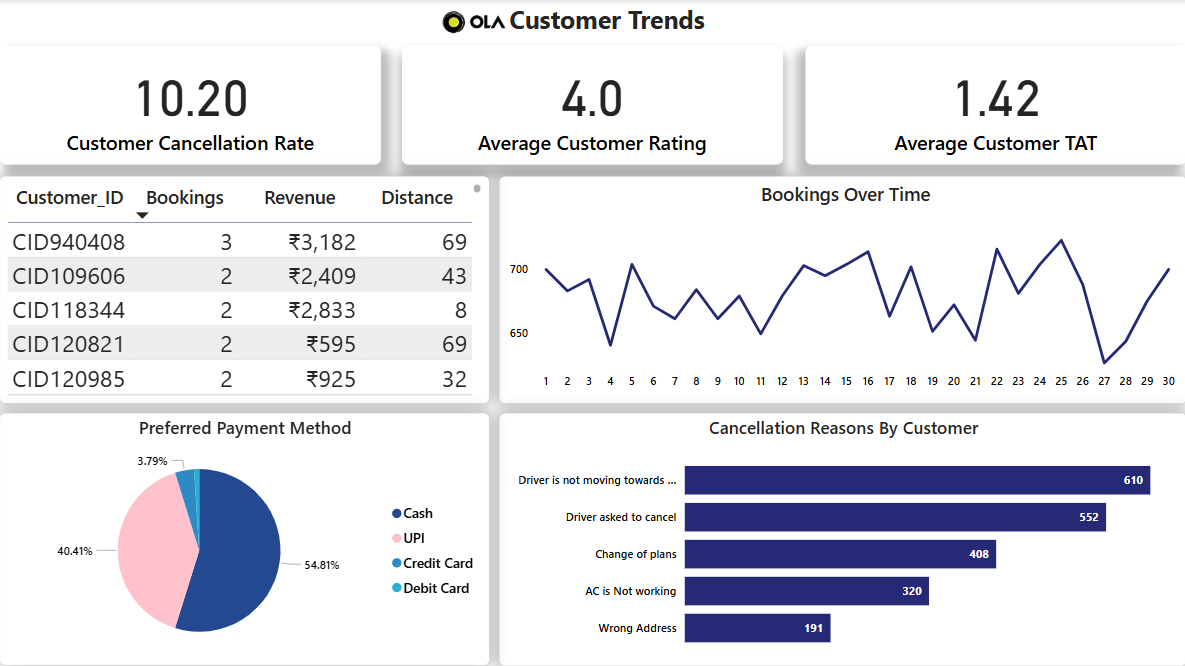 OLA Customer Trends
10.20
Customer Cancellation Rate
4.0
Average Customer Rating
1.42
Average Customer TAT
Customer_ID Bookings Revenue Distance
CID940408 3 ₹3,182 69
CID109606 2 ₹2,409 43
CID118344 2 ₹2,833 8
CID120821 2 ₹595 69
CID120985 2 ₹925 32
Bookings Over Time
700
650
1 2 3 4 5 6 7 8 9 10 11 12 13 14 15 16 17 18 19 20 21 22 23 24 25 26 27 28 29 30
Preferred Payment Method
3.79%
40.41%
54.81%
Cash
UPI
Credit Card
Debit Card
Cancellation Reasons By Customer
Driver is not moving towards ... 610
Driver asked to cancel 552
Change of plans 408
AC is Not working 320
Wrong Address 191